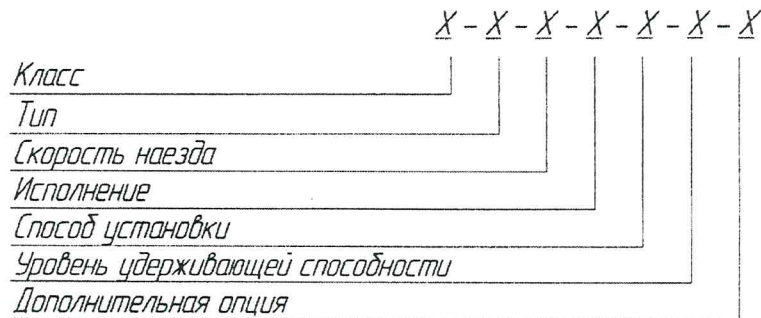 X - X - X - X - X - X - X
Класс
Тип
Скорость наезда
Исполнение
Способ установки
Уровень удерживающей способности
Дополнительная опция